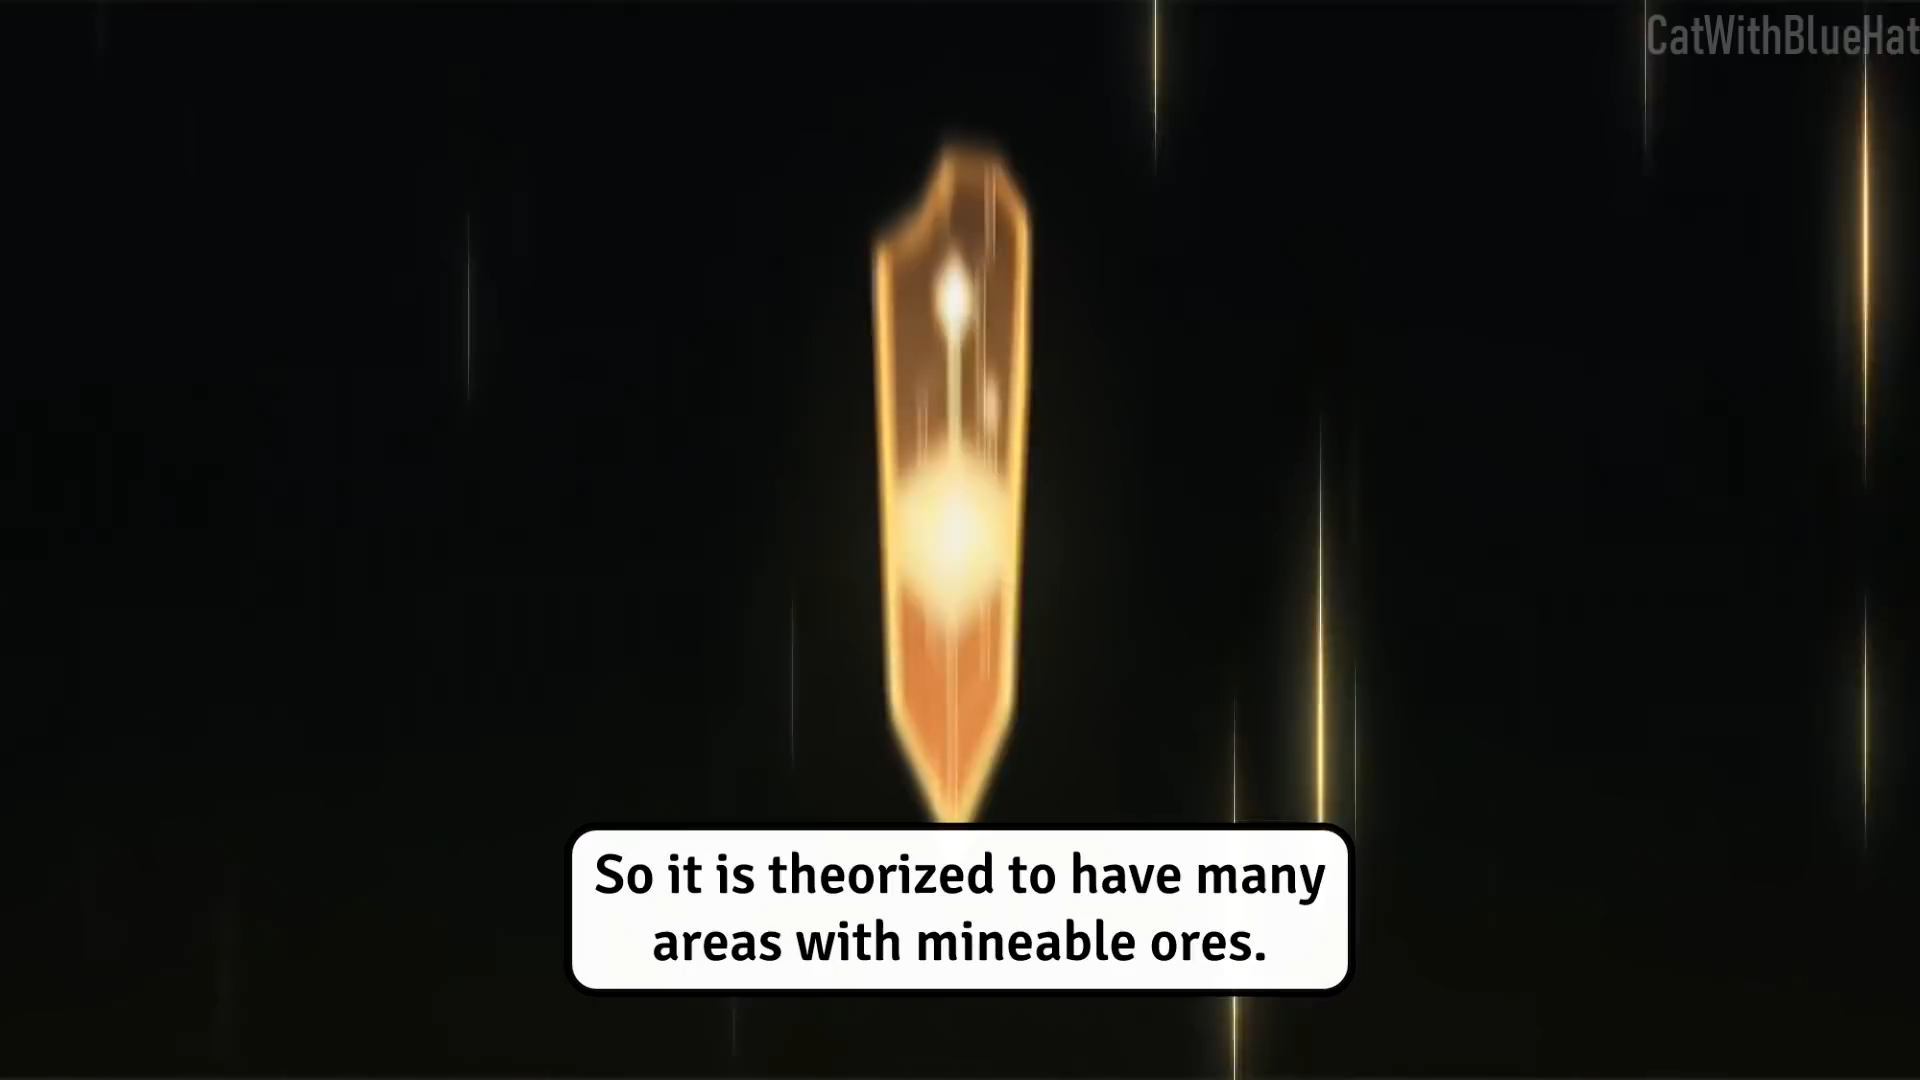 CatWithBlueHat
So it is theorized to have many
areas with mineable ores.